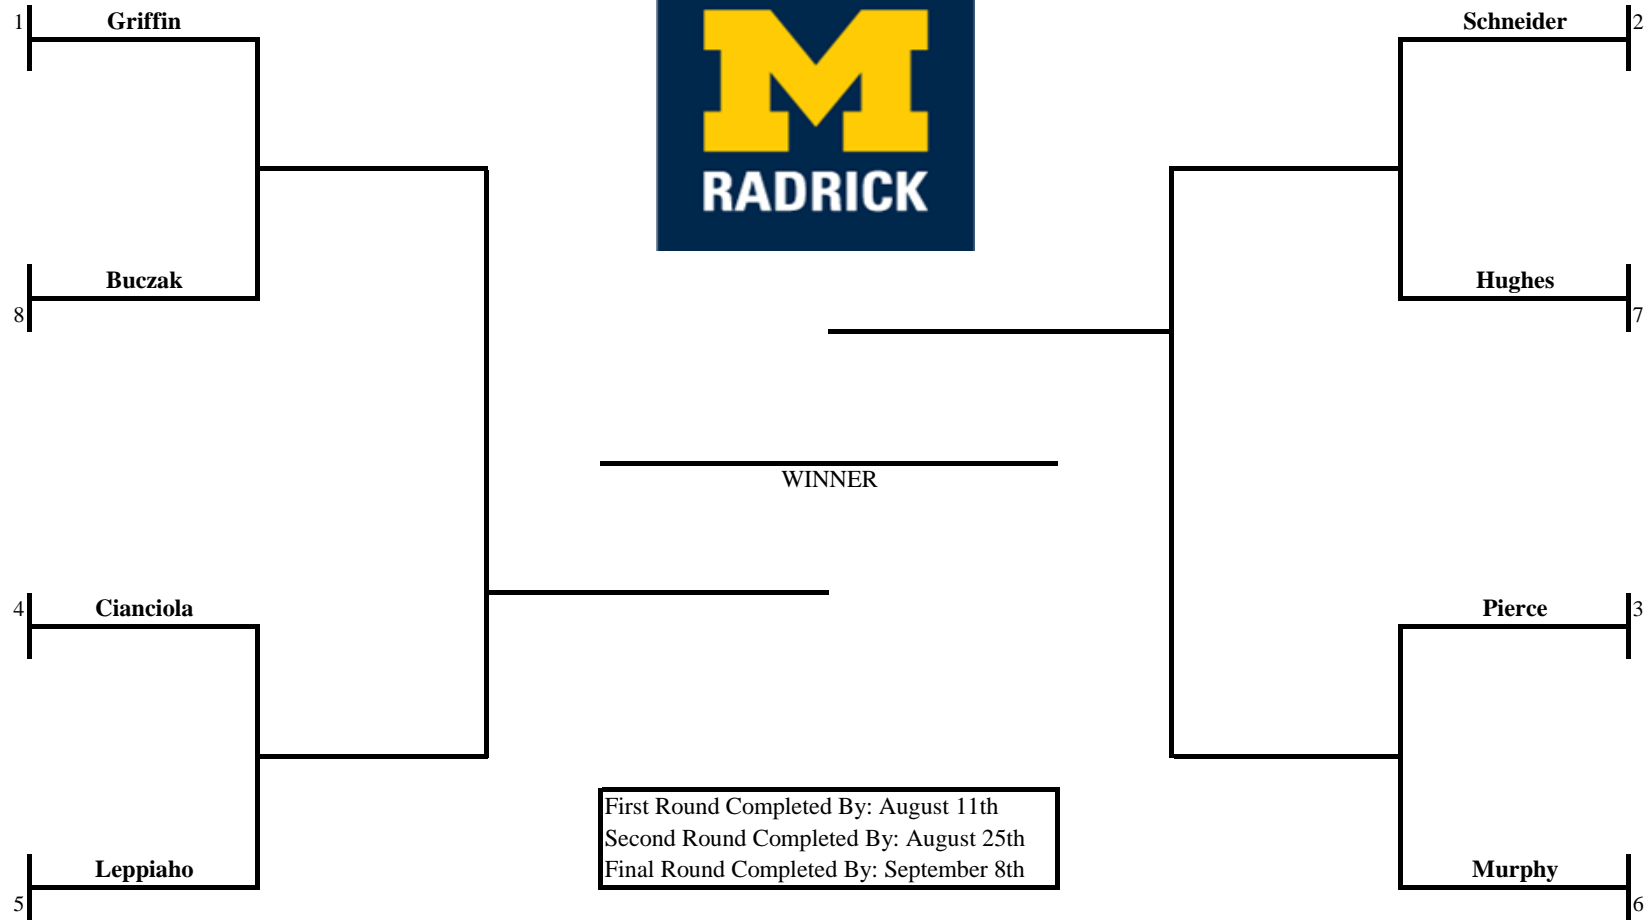 1
Griffin
M
RADRICK
Schneider
2
Buczak
8
Hughes
7
WINNER
4
Cianciola
Pierce
3
First Round Completed By: August 11th
Second Round Completed By: August 25th
Final Round Completed By: September 8th
Leppiaho
5
Murphy
6